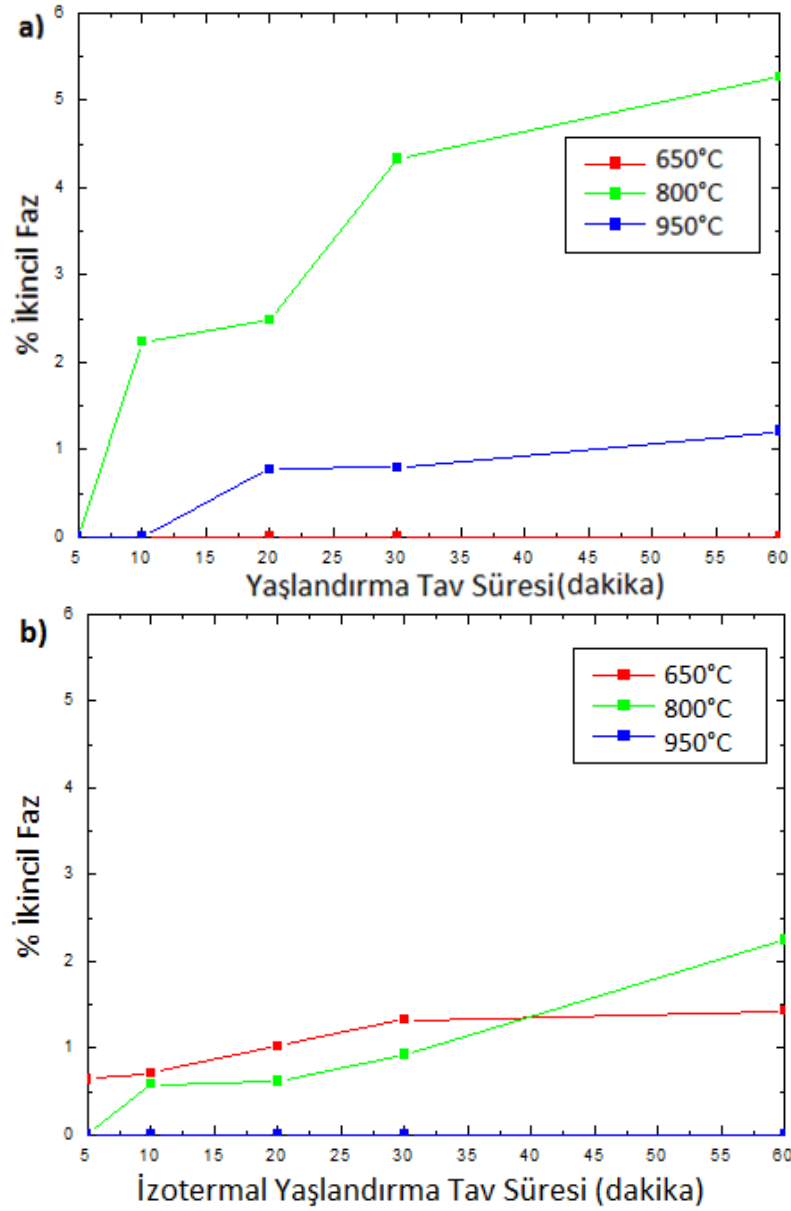 a)
6
5
4
3
2
1
0
% İkincil Faz
650°C
800°C
950°C
5 10 15 20 25 30 35 40 45 50 55 60
Yaşlandırma Tav Süresi(dakika)
b)
6
5
4
3
2
1
0
% İkincil Faz
650°C
800°C
950°C
5 10 15 20 25 30 35 40 45 50 55 60
İzotermal Yaşlandırma Tav Süresi (dakika)